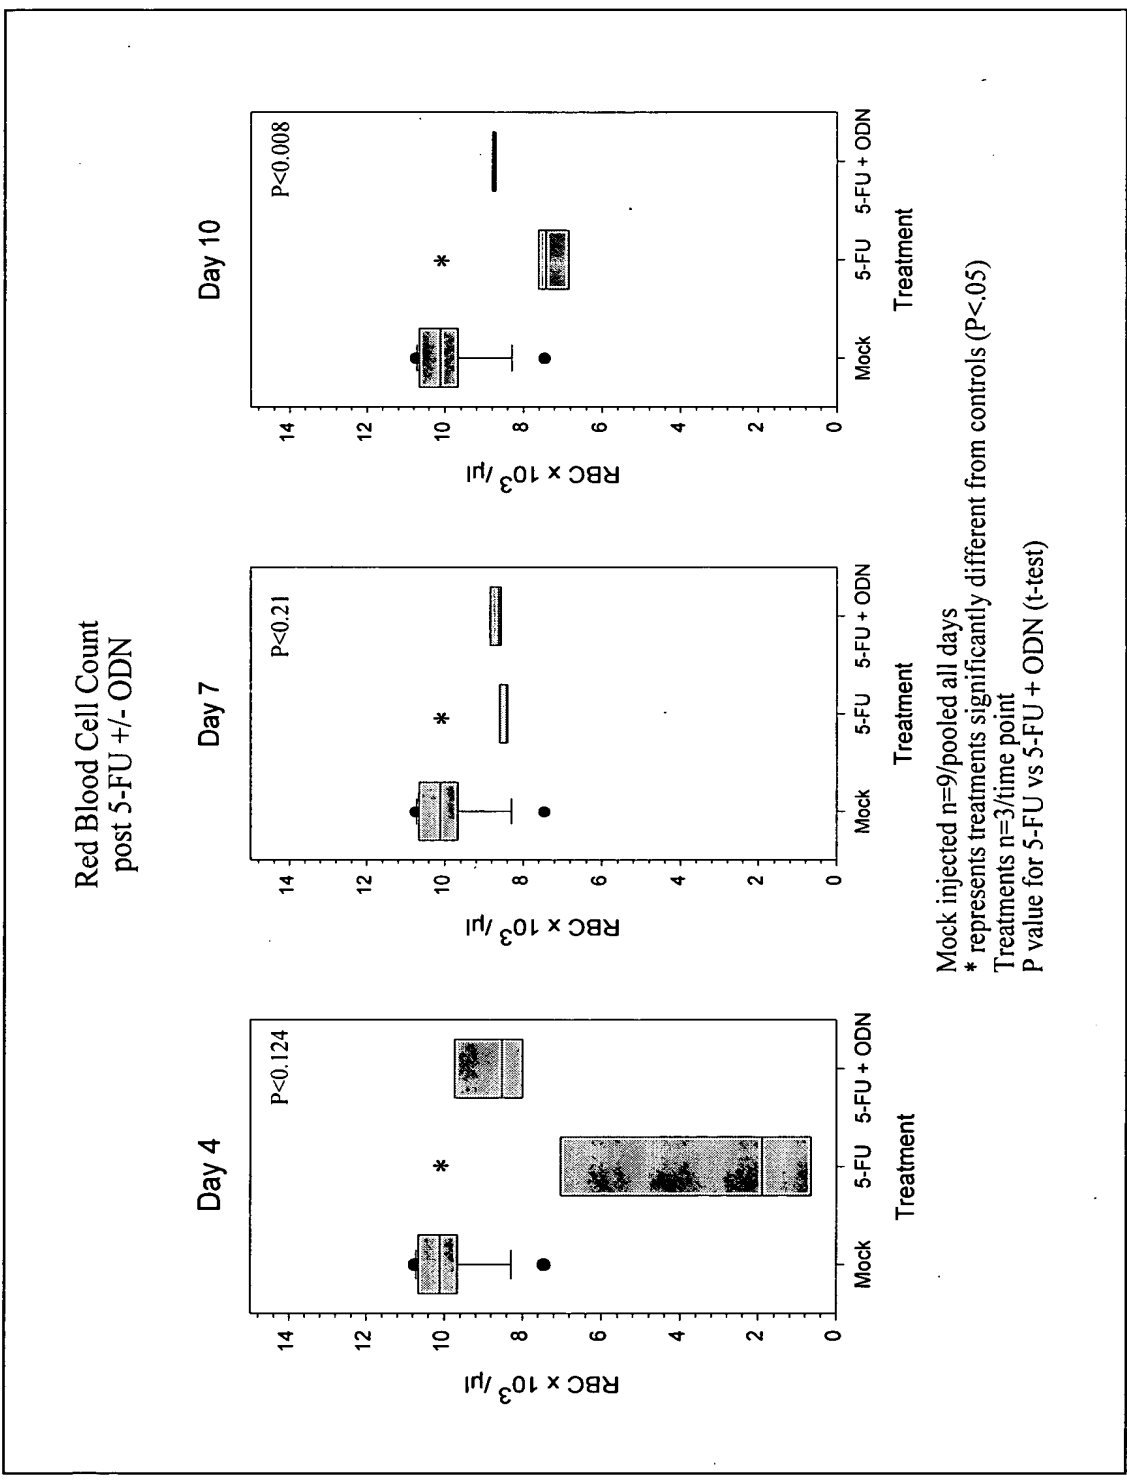 Red Blood Cell Count
post 5-FU +/- ODN
Day 4
P<0.124
14
12
10
8
6
4
2
0
RBC x 10³/µl
*
Mock
5-FU
5-FU + ODN
Treatment
Day 7
P<0.21
14
12
10
8
6
4
2
0
RBC x 10³/µl
*
Mock
5-FU
5-FU + ODN
Treatment
Day 10
P<0.008
14
12
10
8
6
4
2
0
RBC x 10³/µl
*
Mock
5-FU
5-FU + ODN
Treatment
Mock injected n=9/pooled all days
* represents treatments significantly different from controls (P<.05)
Treatments n=3/time point
P value for 5-FU vs 5-FU + ODN (t-test)